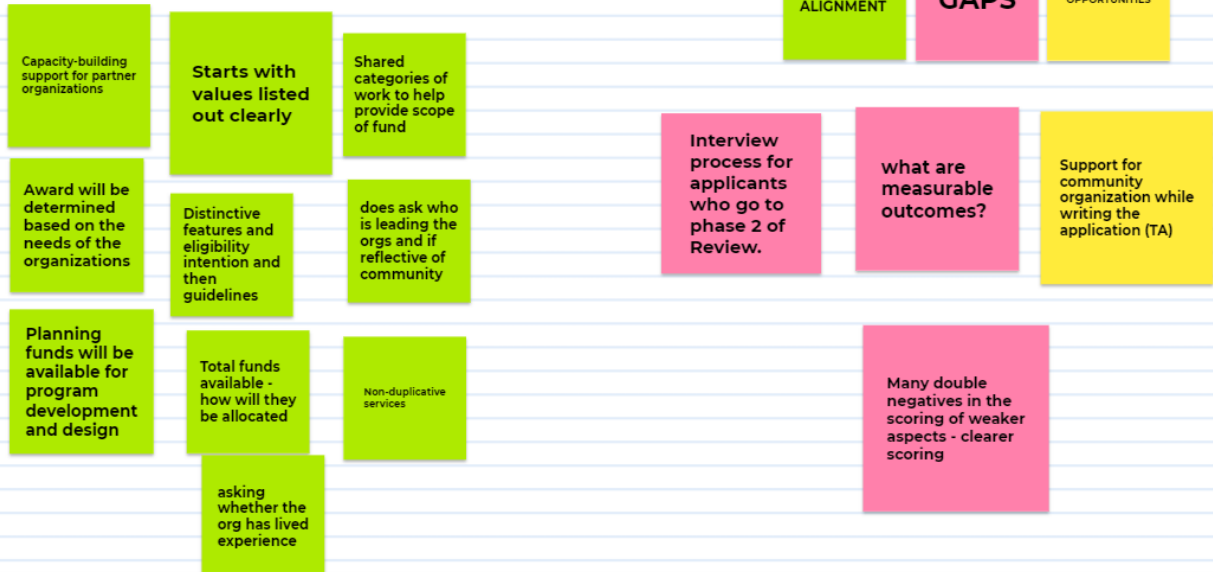 ALIGNMENT
GAPS
OPPORTUNITIES
Capacity-building
support for partner
organizations
Starts with
values listed
out clearly
Shared
categories of
work to help
provide scope
of fund
Award will be
determined
based on the
needs of the
organizations
Distinctive
features and
eligibility
intention and
then
guidelines
does ask who
is leading the
orgs and if
reflective of
community
Planning
funds will be
available for
program
development
and design
Total funds
available -
how will they
be allocated
Non-duplicative
services
asking
whether the
org has lived
experience
Interview
process for
applicants
who go to
phase 2 of
Review.
what are
measurable
outcomes?
Support for
community
organization while
writing the
application (TA)
Many double
negatives in the
scoring of weaker
aspects - clearer
scoring